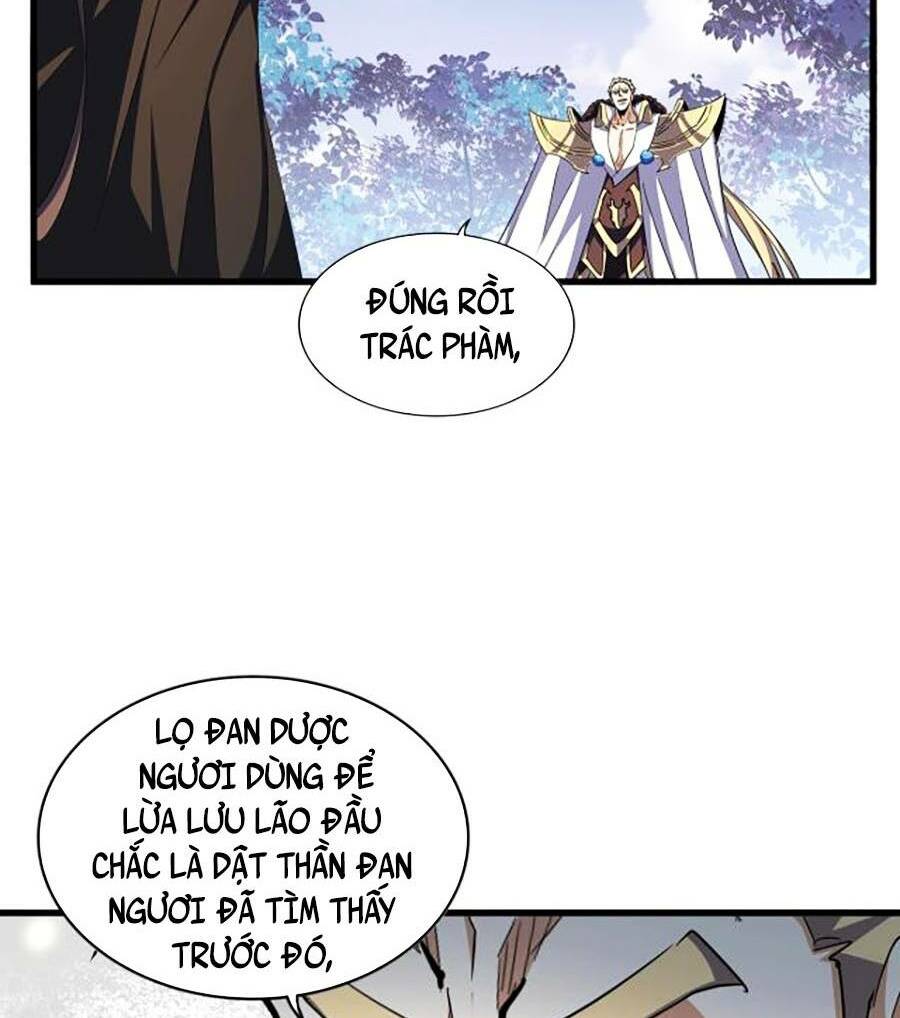 ĐÚNG RỒI
TRÁC PHÀM,
LỌ ĐAN DƯỢC
NGƯƠI DÙNG ĐỂ
LỪA LƯU LÃO ĐẦU
CHẮC LÀ DẬT THẦN ĐAN
NGƯƠI ĐÃ TÌM THẤY
TRƯỚC ĐÓ,